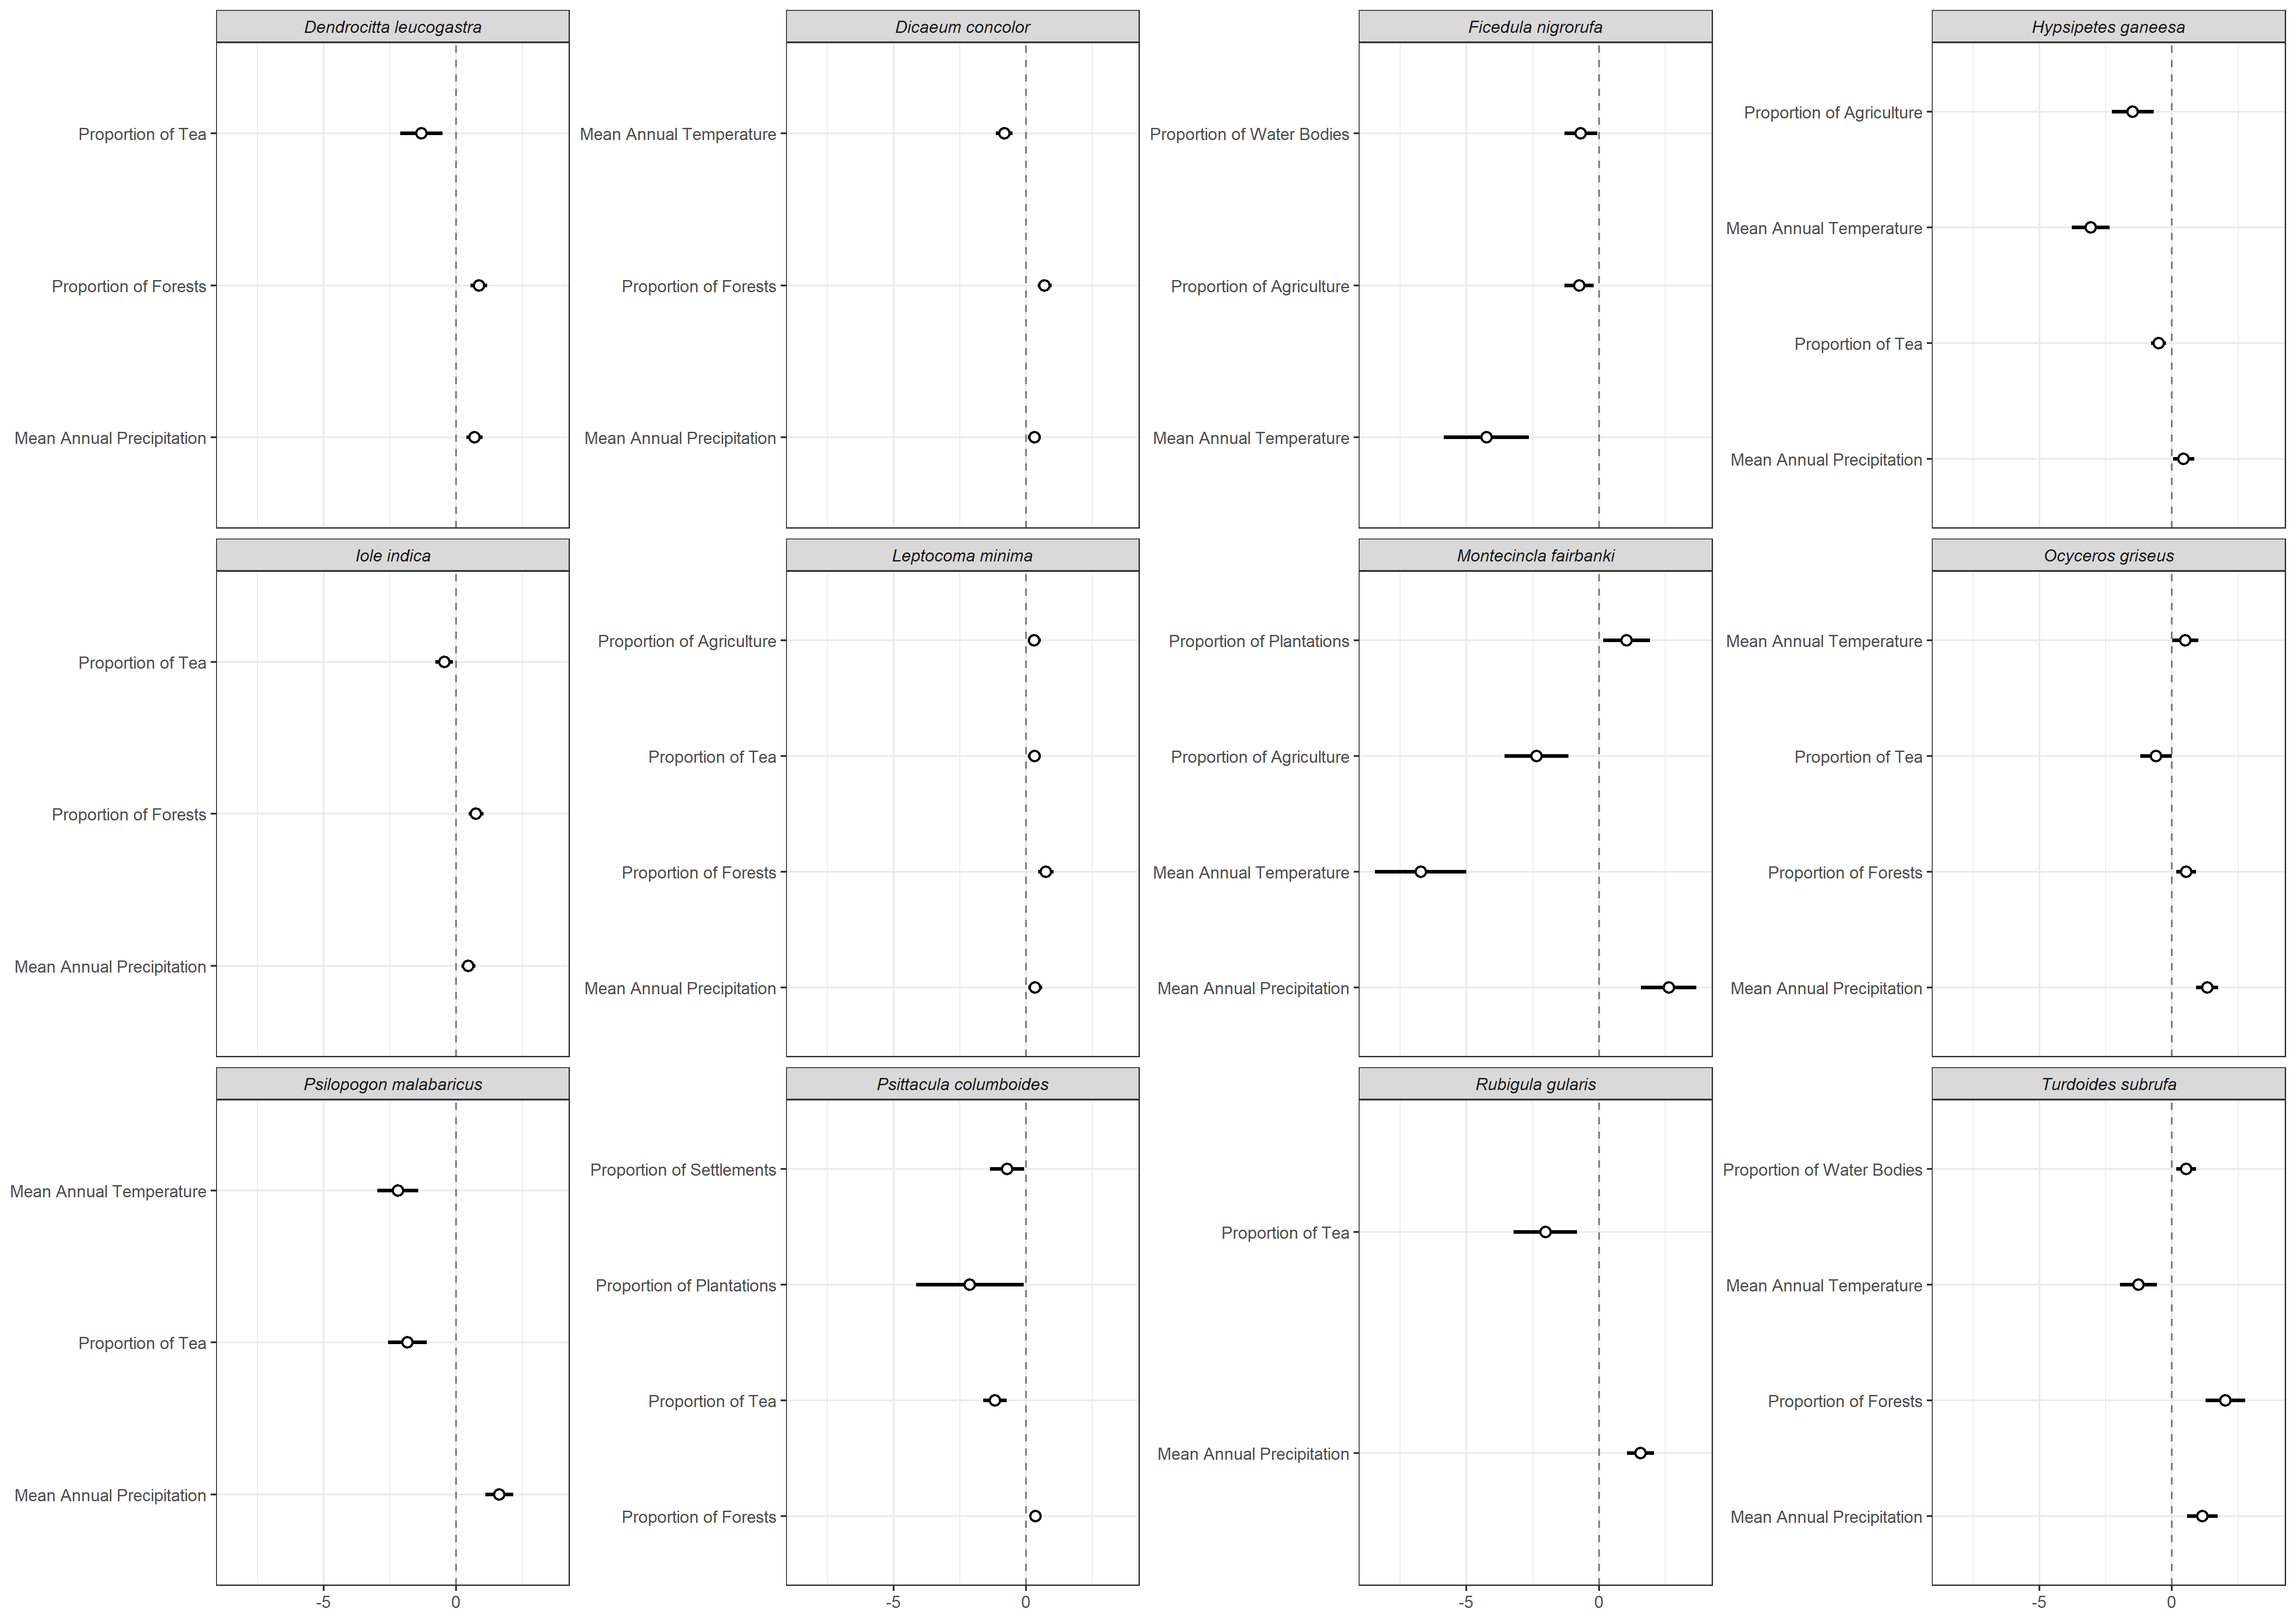 Dendrocitta leucogastra
Dicaeum concolor
Ficedula nigrorufa
Hypsipetes ganeesa
Proportion of Tea
Proportion of Forests
Mean Annual Precipitation
Mean Annual Temperature
Proportion of Forests
Mean Annual Precipitation
Proportion of Water Bodies
Proportion of Agriculture
Mean Annual Temperature
Proportion of Agriculture
Mean Annual Temperature
Proportion of Tea
Mean Annual Precipitation
Iole indica
Leptocoma minima
Montecincla fairbanki
Ocyceros griseus
Proportion of Tea
Proportion of Forests
Mean Annual Precipitation
Proportion of Agriculture
Proportion of Tea
Proportion of Forests
Mean Annual Precipitation
Proportion of Plantations
Proportion of Agriculture
Mean Annual Temperature
Mean Annual Precipitation
Mean Annual Temperature
Proportion of Tea
Proportion of Forests
Mean Annual Precipitation
Psilopogon malabaricus
Psittacula columboides
Rubigula gularis
Turdoides subrufa
Mean Annual Temperature
Proportion of Tea
Mean Annual Precipitation
Proportion of Settlements
Proportion of Plantations
Proportion of Tea
Proportion of Forests
Proportion of Tea
Mean Annual Precipitation
Proportion of Water Bodies
Mean Annual Temperature
Proportion of Forests
Mean Annual Precipitation
-5 0
-5 0
-5 0
-5 0